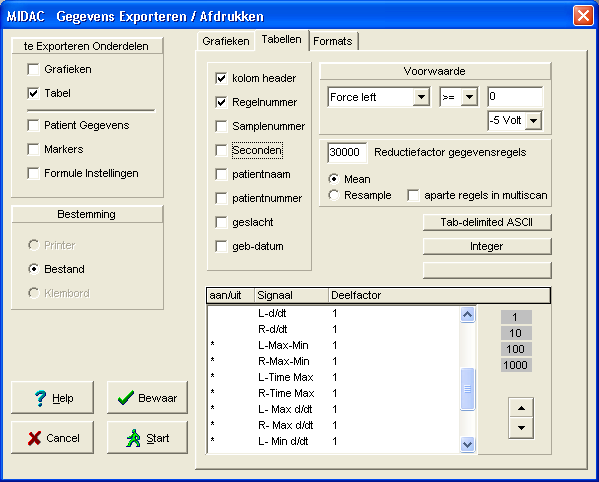 MIDAC Gegevens Exporteren / Afdrukken
te Exporteren Onderdelen
Grafieken
Tabel
Patient Gegevens
Markers
Formule Instellingen
Bestemming
Printer
Bestand
Klembord
Help
Bewaar
Cancel
Start
Grafieken Tabellen Formats
kolom header
Regelnummer
Samplenummer
Seconden
patientnaam
patientnummer
geslacht
geb-datum
Voorwaarde
Force left >= 0
-5 Volt
30000 Reductiefactor gegevensregels
Mean
Resample aparte regels in multiscan
Tab-delimited ASCII
Integer
aan/uit Signaal Deelfactor
L-d/dt 1
R-d/dt 1
* L-Max-Min 1
* R-Max-Min 1
* L-Time Max 1
* R-Time Max 1
* L- Max d/dt 1
* R- Max d/dt 1
* L- Min d/dt 1
1
10
100
1000